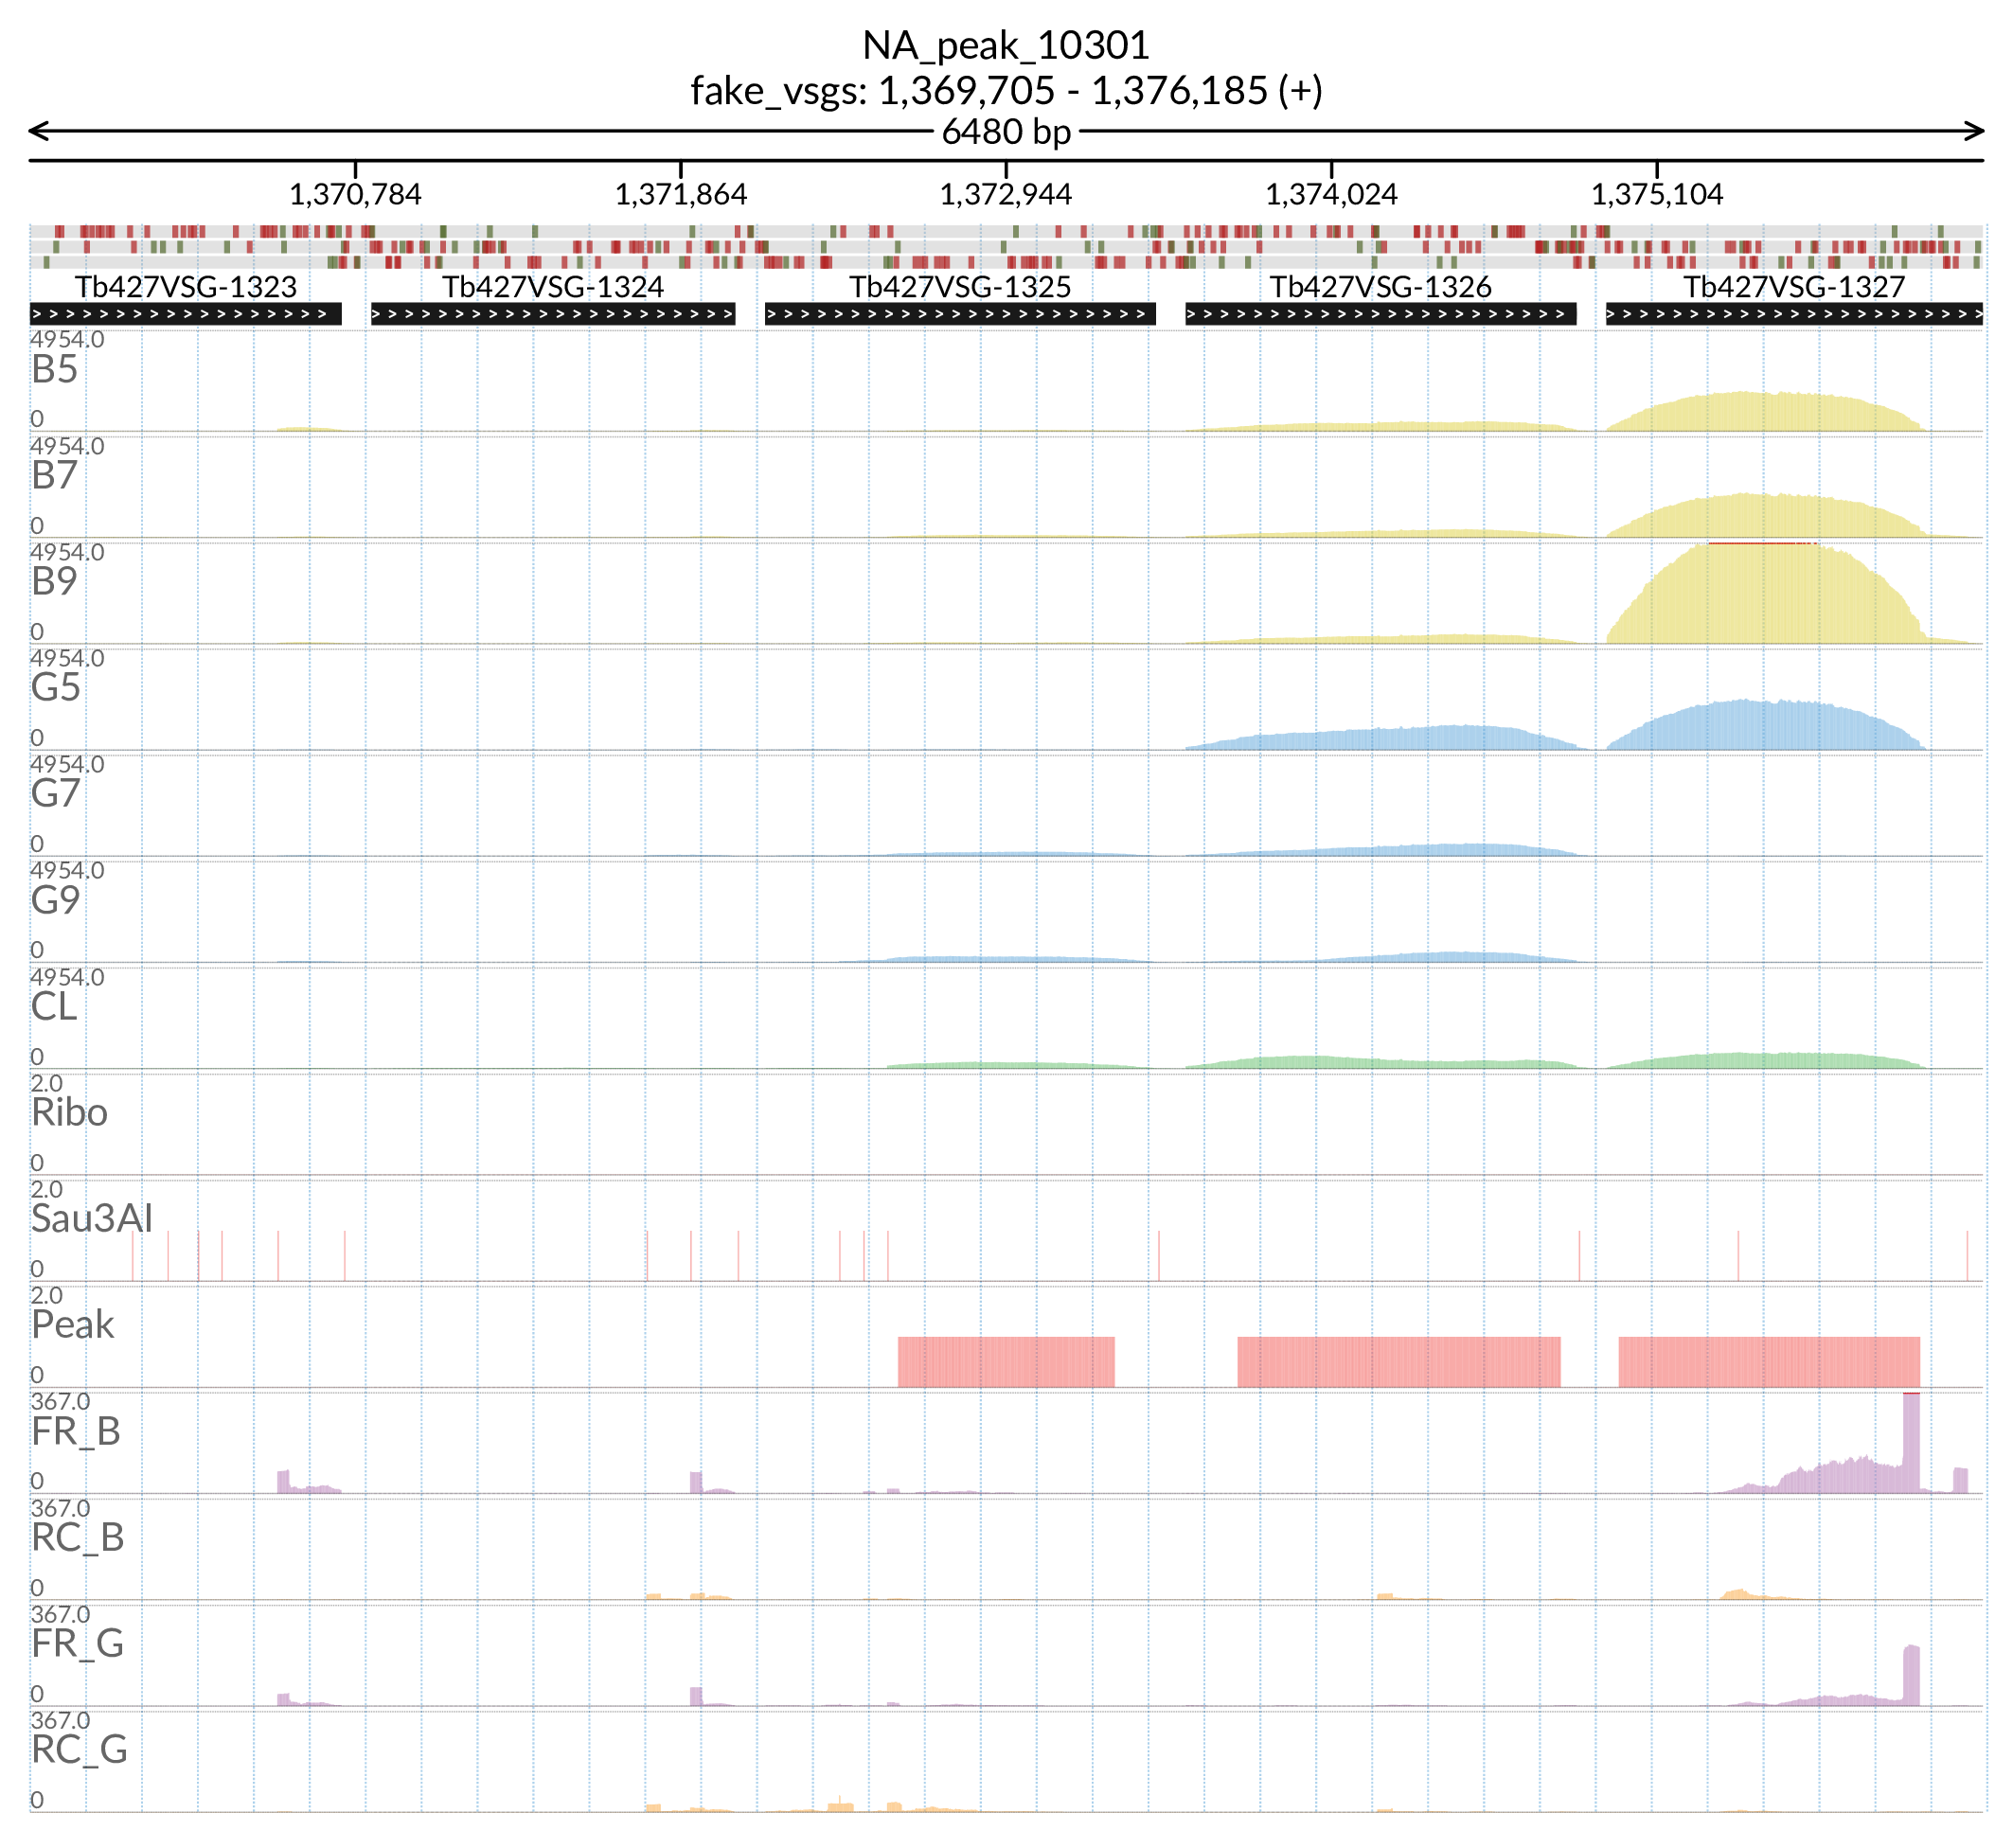 NA_peak_10301
fake_vsgs: 1,369,705 - 1,376,185 (+)
6480 bp
1,370,784 1,371,864 1,372,944 1,374,024 1,375,104
Tb427VSG-1323 Tb427VSG-1324 Tb427VSG-1325 Tb427VSG-1326 Tb427VSG-1327
4954.0
B5
0
4954.0
B7
0
4954.0
B9
0
4954.0
G5
0
4954.0
G7
0
4954.0
G9
0
4954.0
CL
0
2.0
Ribo
0
2.0
Sau3AI
0
2.0
Peak
0
367.0
FR_B
0
367.0
RC_B
0
367.0
FR_G
0
367.0
RC_G
0